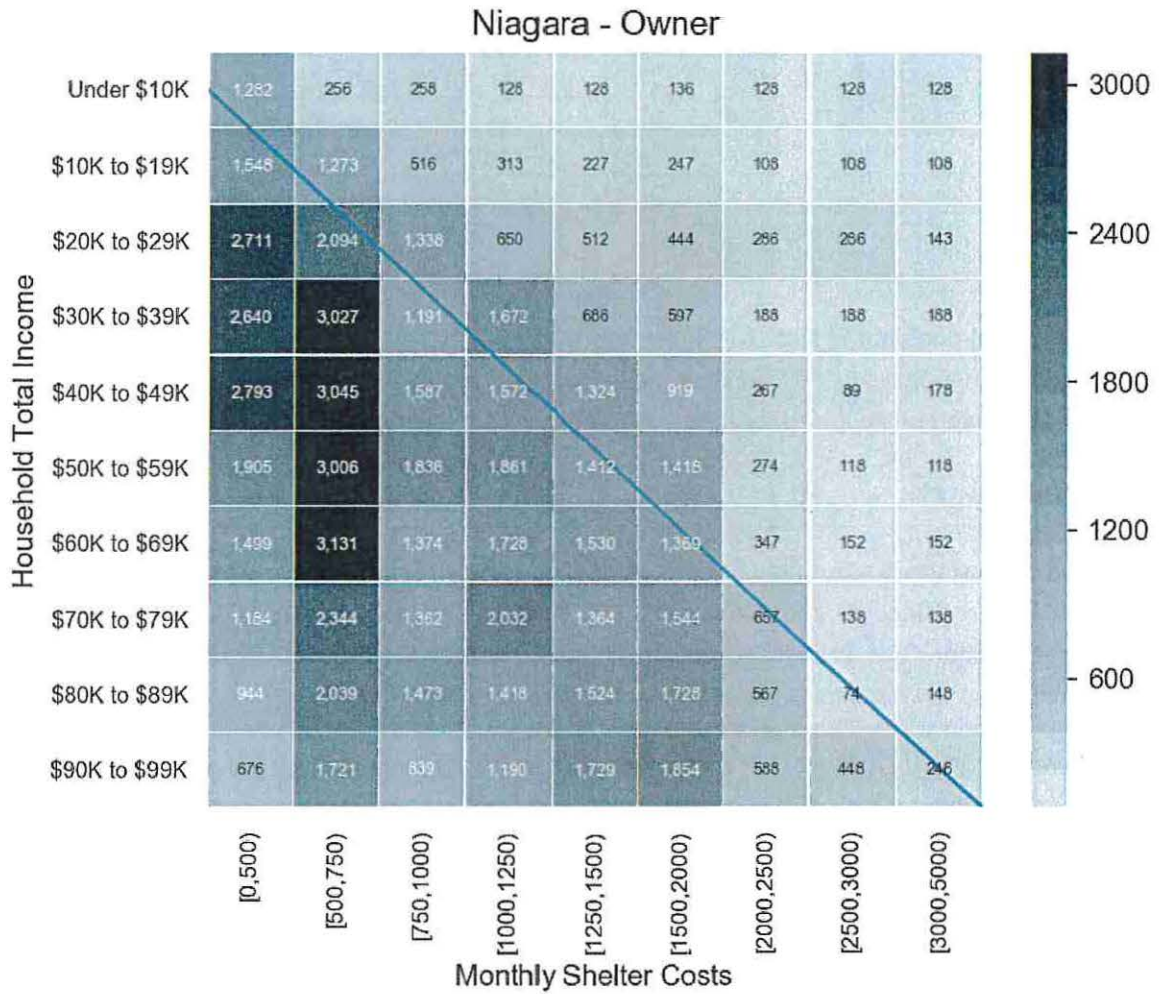 Niagara - Owner
Under $10K 1,282 256 258 128 128 136 128 128 128
$10K to $19K 1,548 1,273 516 313 227 247 108 108 108
$20K to $29K 2,711 2,094 1,338 650 512 444 286 286 143
$30K to $39K 2,640 3,027 1,191 1,672 686 597 188 188 188
$40K to $49K 2,793 3,045 1,587 1,572 1,324 919 267 89 178
$50K to $59K 1,905 3,006 1,836 1,861 1,412 1,416 274 118 118
$60K to $69K 1,499 3,131 1,374 1,728 1,530 1,369 347 152 152
$70K to $79K 1,184 2,344 1,362 2,032 1,364 1,544 657 138 138
$80K to $89K 944 2,039 1,473 1,418 1,524 1,728 567 74 148
$90K to $99K 676 1,721 839 1,190 1,729 1,854 588 448 246
[0,500) [500,750) [750,1000) [1000,1250) [1250,1500) [1500,2000) [2000,2500) [2500,3000) [3000,5000)
Monthly Shelter Costs
Household Total Income
3000
2400
1800
1200
600